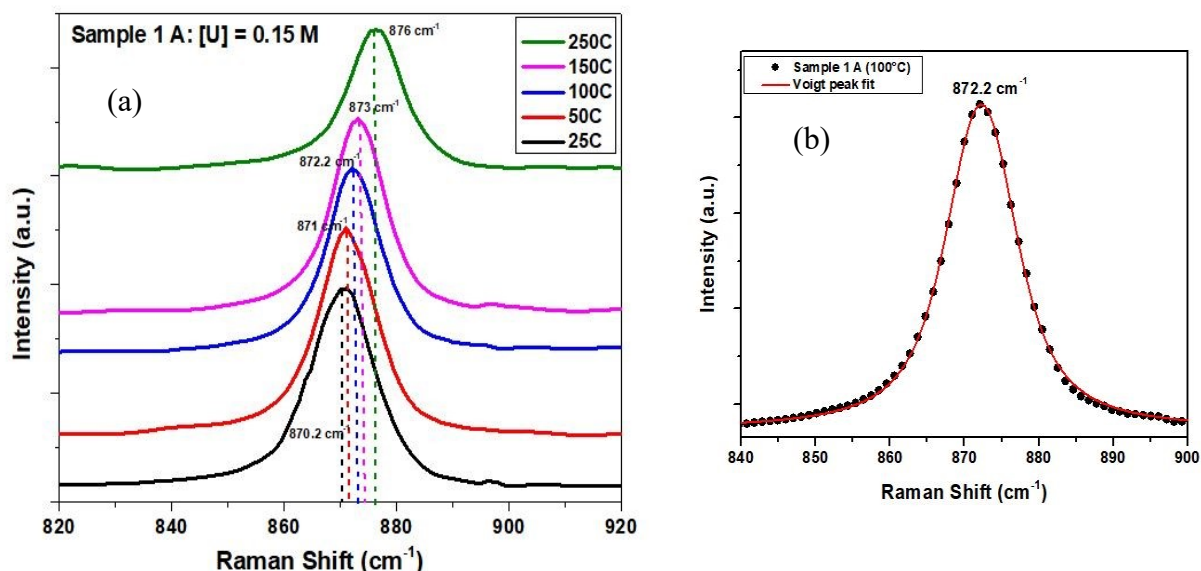 Sample 1 A: [U] = 0.15 M
(a)
876 cm⁻¹
873 cm⁻¹
872.2 cm⁻¹
871 cm⁻¹
870.2 cm⁻¹
250C
150C
100C
50C
25C
Intensity (a.u.)
820 840 860 880 900 920
Raman Shift (cm⁻¹)
Sample 1 A (100°C)
Voigt peak fit
872.2 cm⁻¹
(b)
Intensity (a.u.)
840 850 860 870 880 890 900
Raman Shift (cm⁻¹)